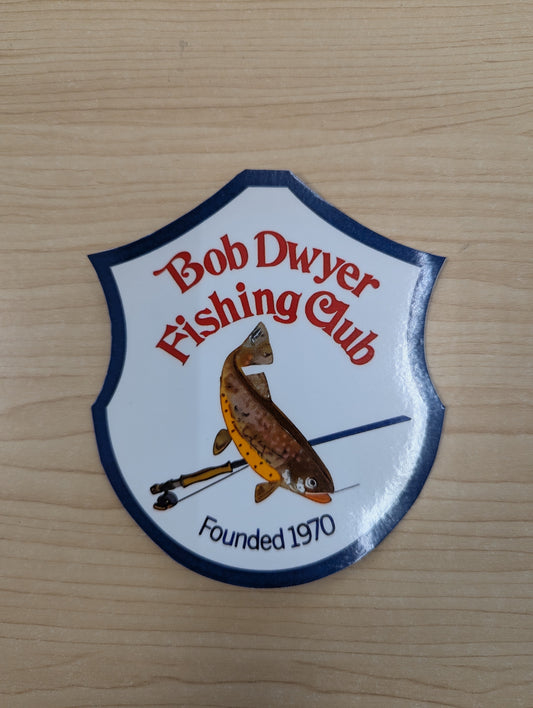 Bob Dwyer
Fishing Club
Founded 1970